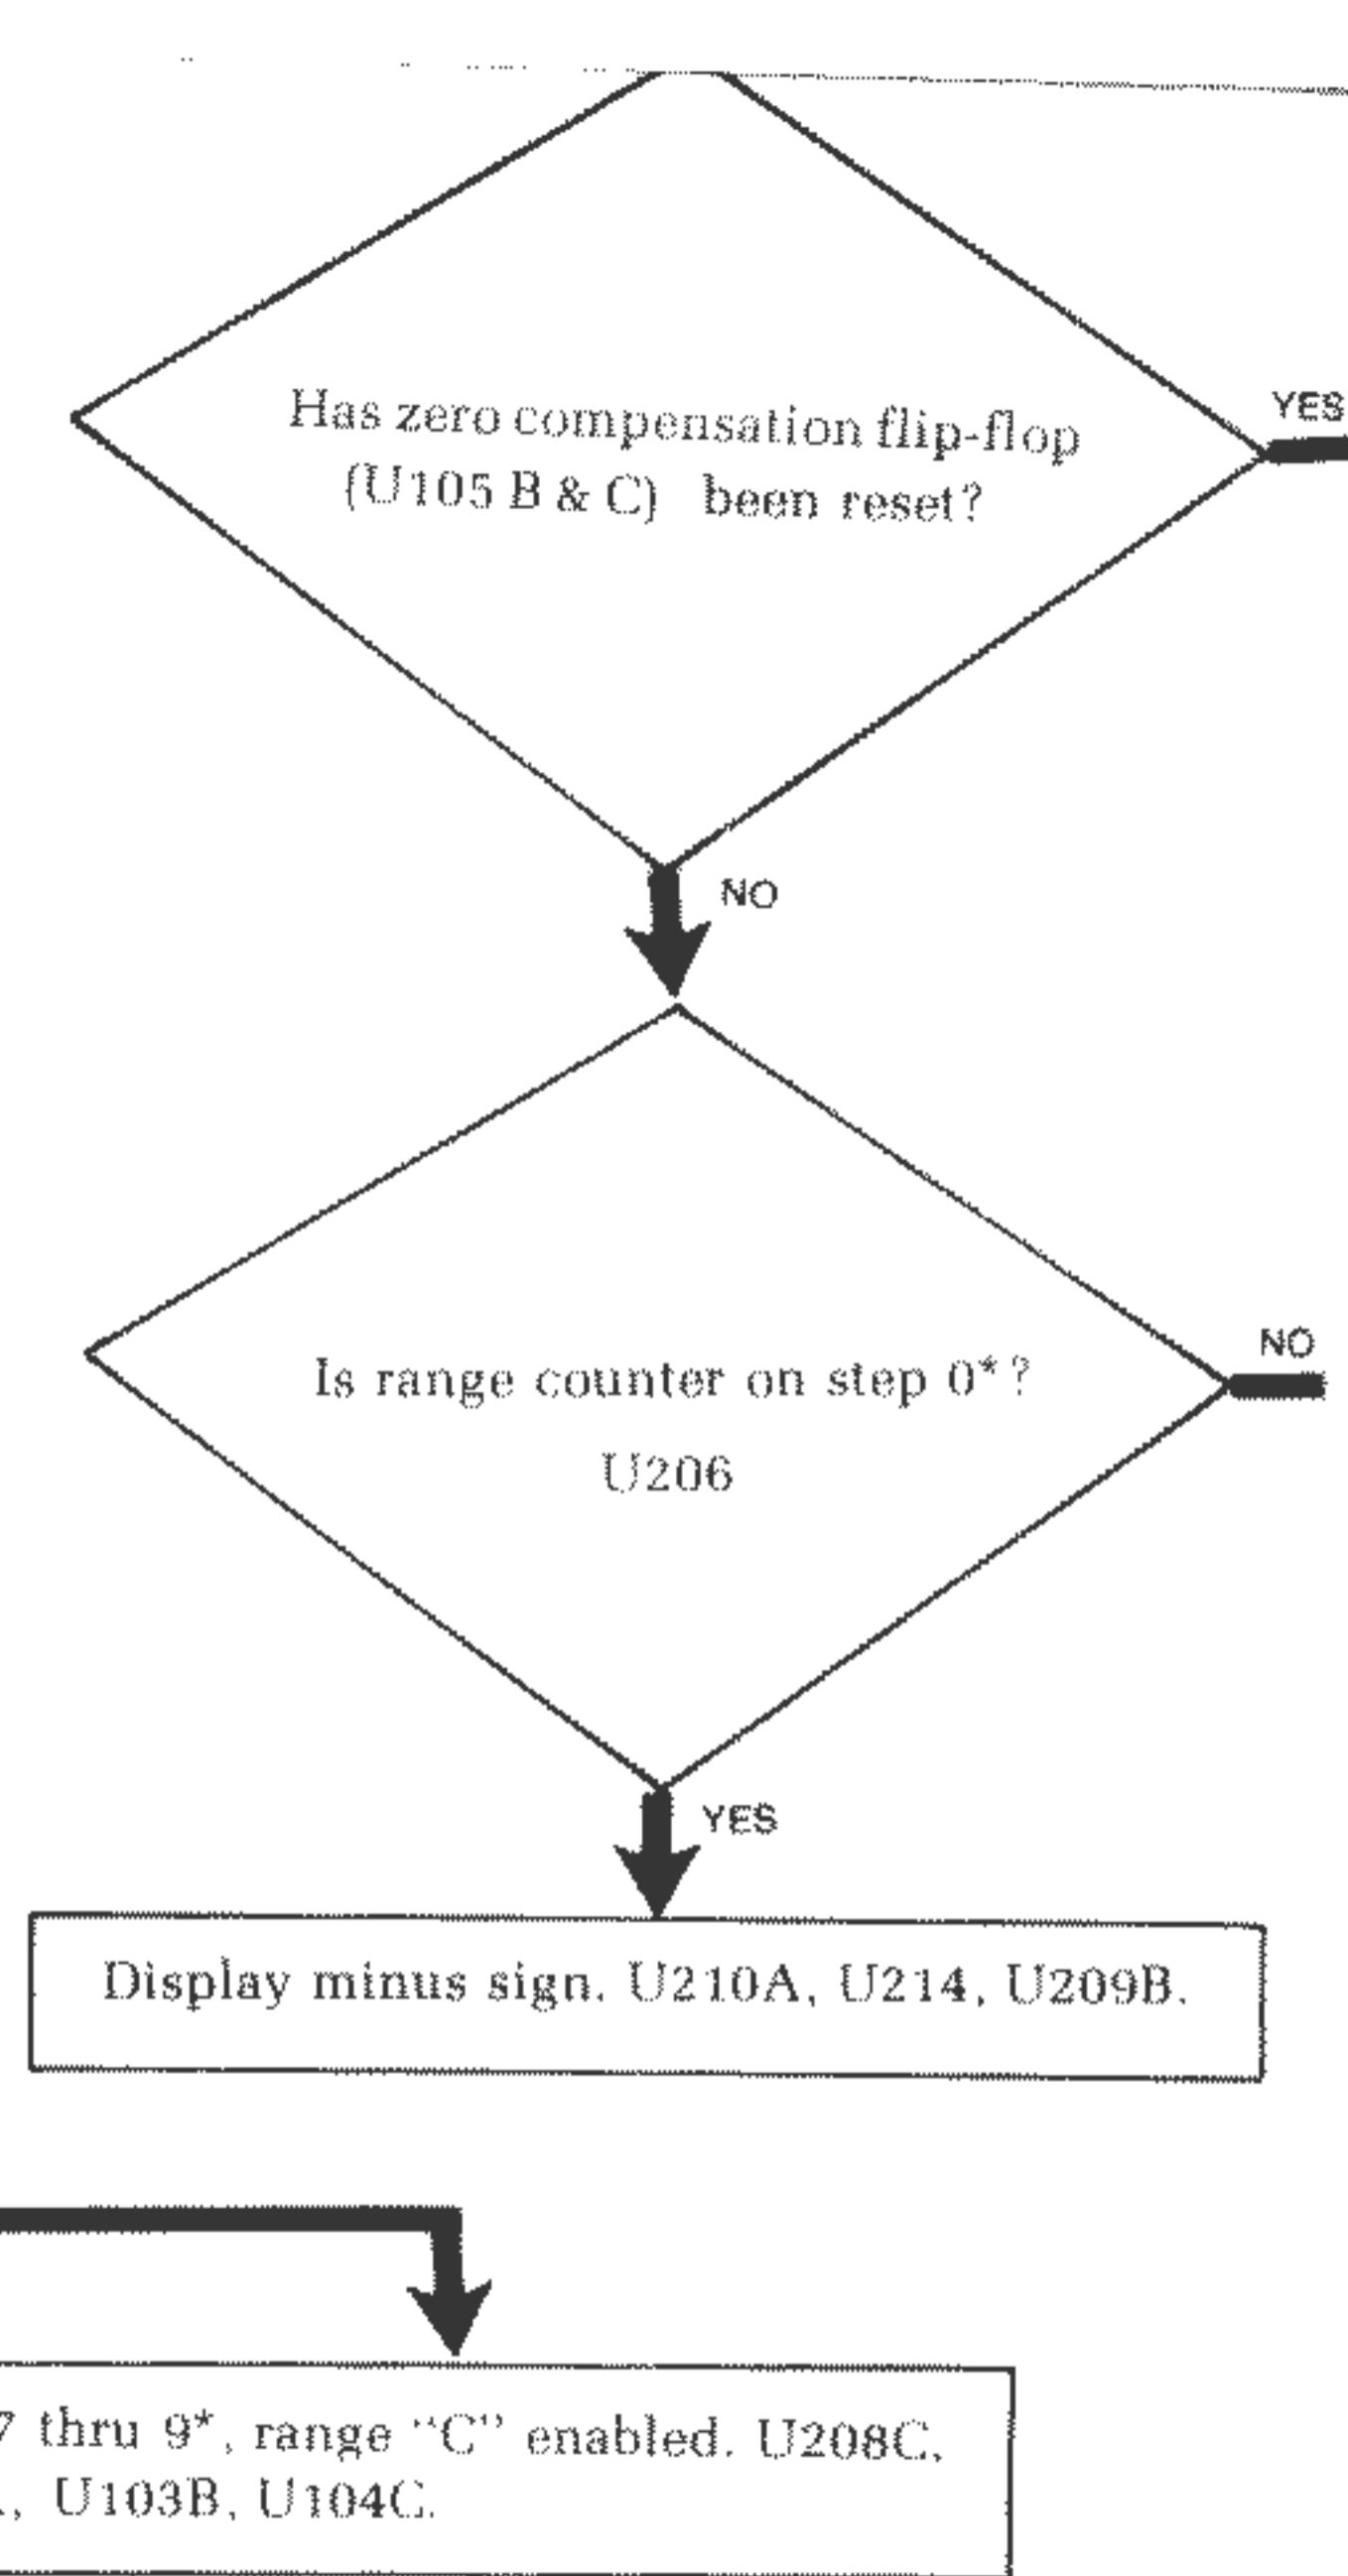 Has zero compensation flip-flop
YES
(U105 B & C) been reset?
NO
Is range counter on step 0*?
NO
U206
YES
Display minus sign. U210A, U214, U209B.
7 thru 9*, range "C" enabled. U208C,
U103B, U104C.